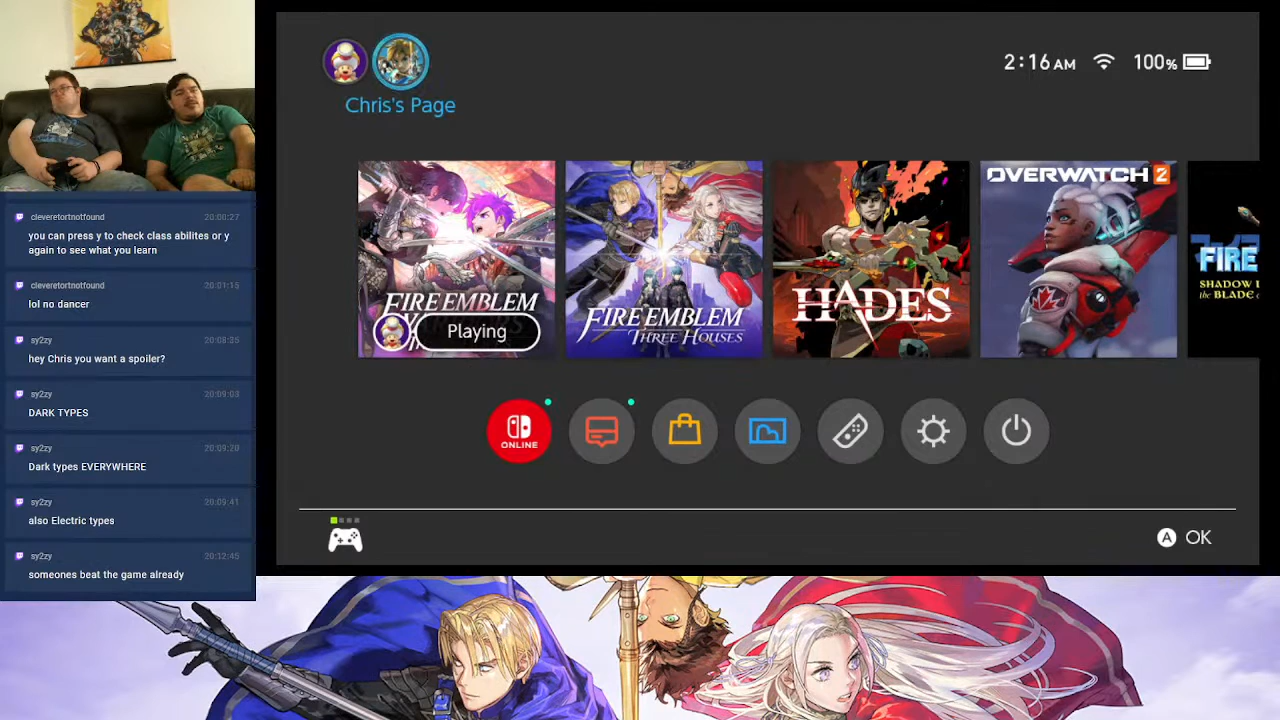 Chris's Page
2:16 AM 100%
FIRE EMBLEM
Playing
FIRE EMBLEM
THREE HOUSES
HADES
OVERWATCH 2
FIRE
SHADOW
the BLADE
ONLINE
A OK
cleveretortnotfound 20:00:27
you can press y to check class abilites or y
again to see what you learn
cleveretortnotfound 20:01:15
lol no dancer
sy2zy 20:08:35
hey Chris you want a spoiler?
sy2zy 20:09:03
DARK TYPES
sy2zy 20:09:20
Dark types EVERYWHERE
sy2zy 20:09:41
also Electric types
sy2zy 20:12:45
someones beat the game already